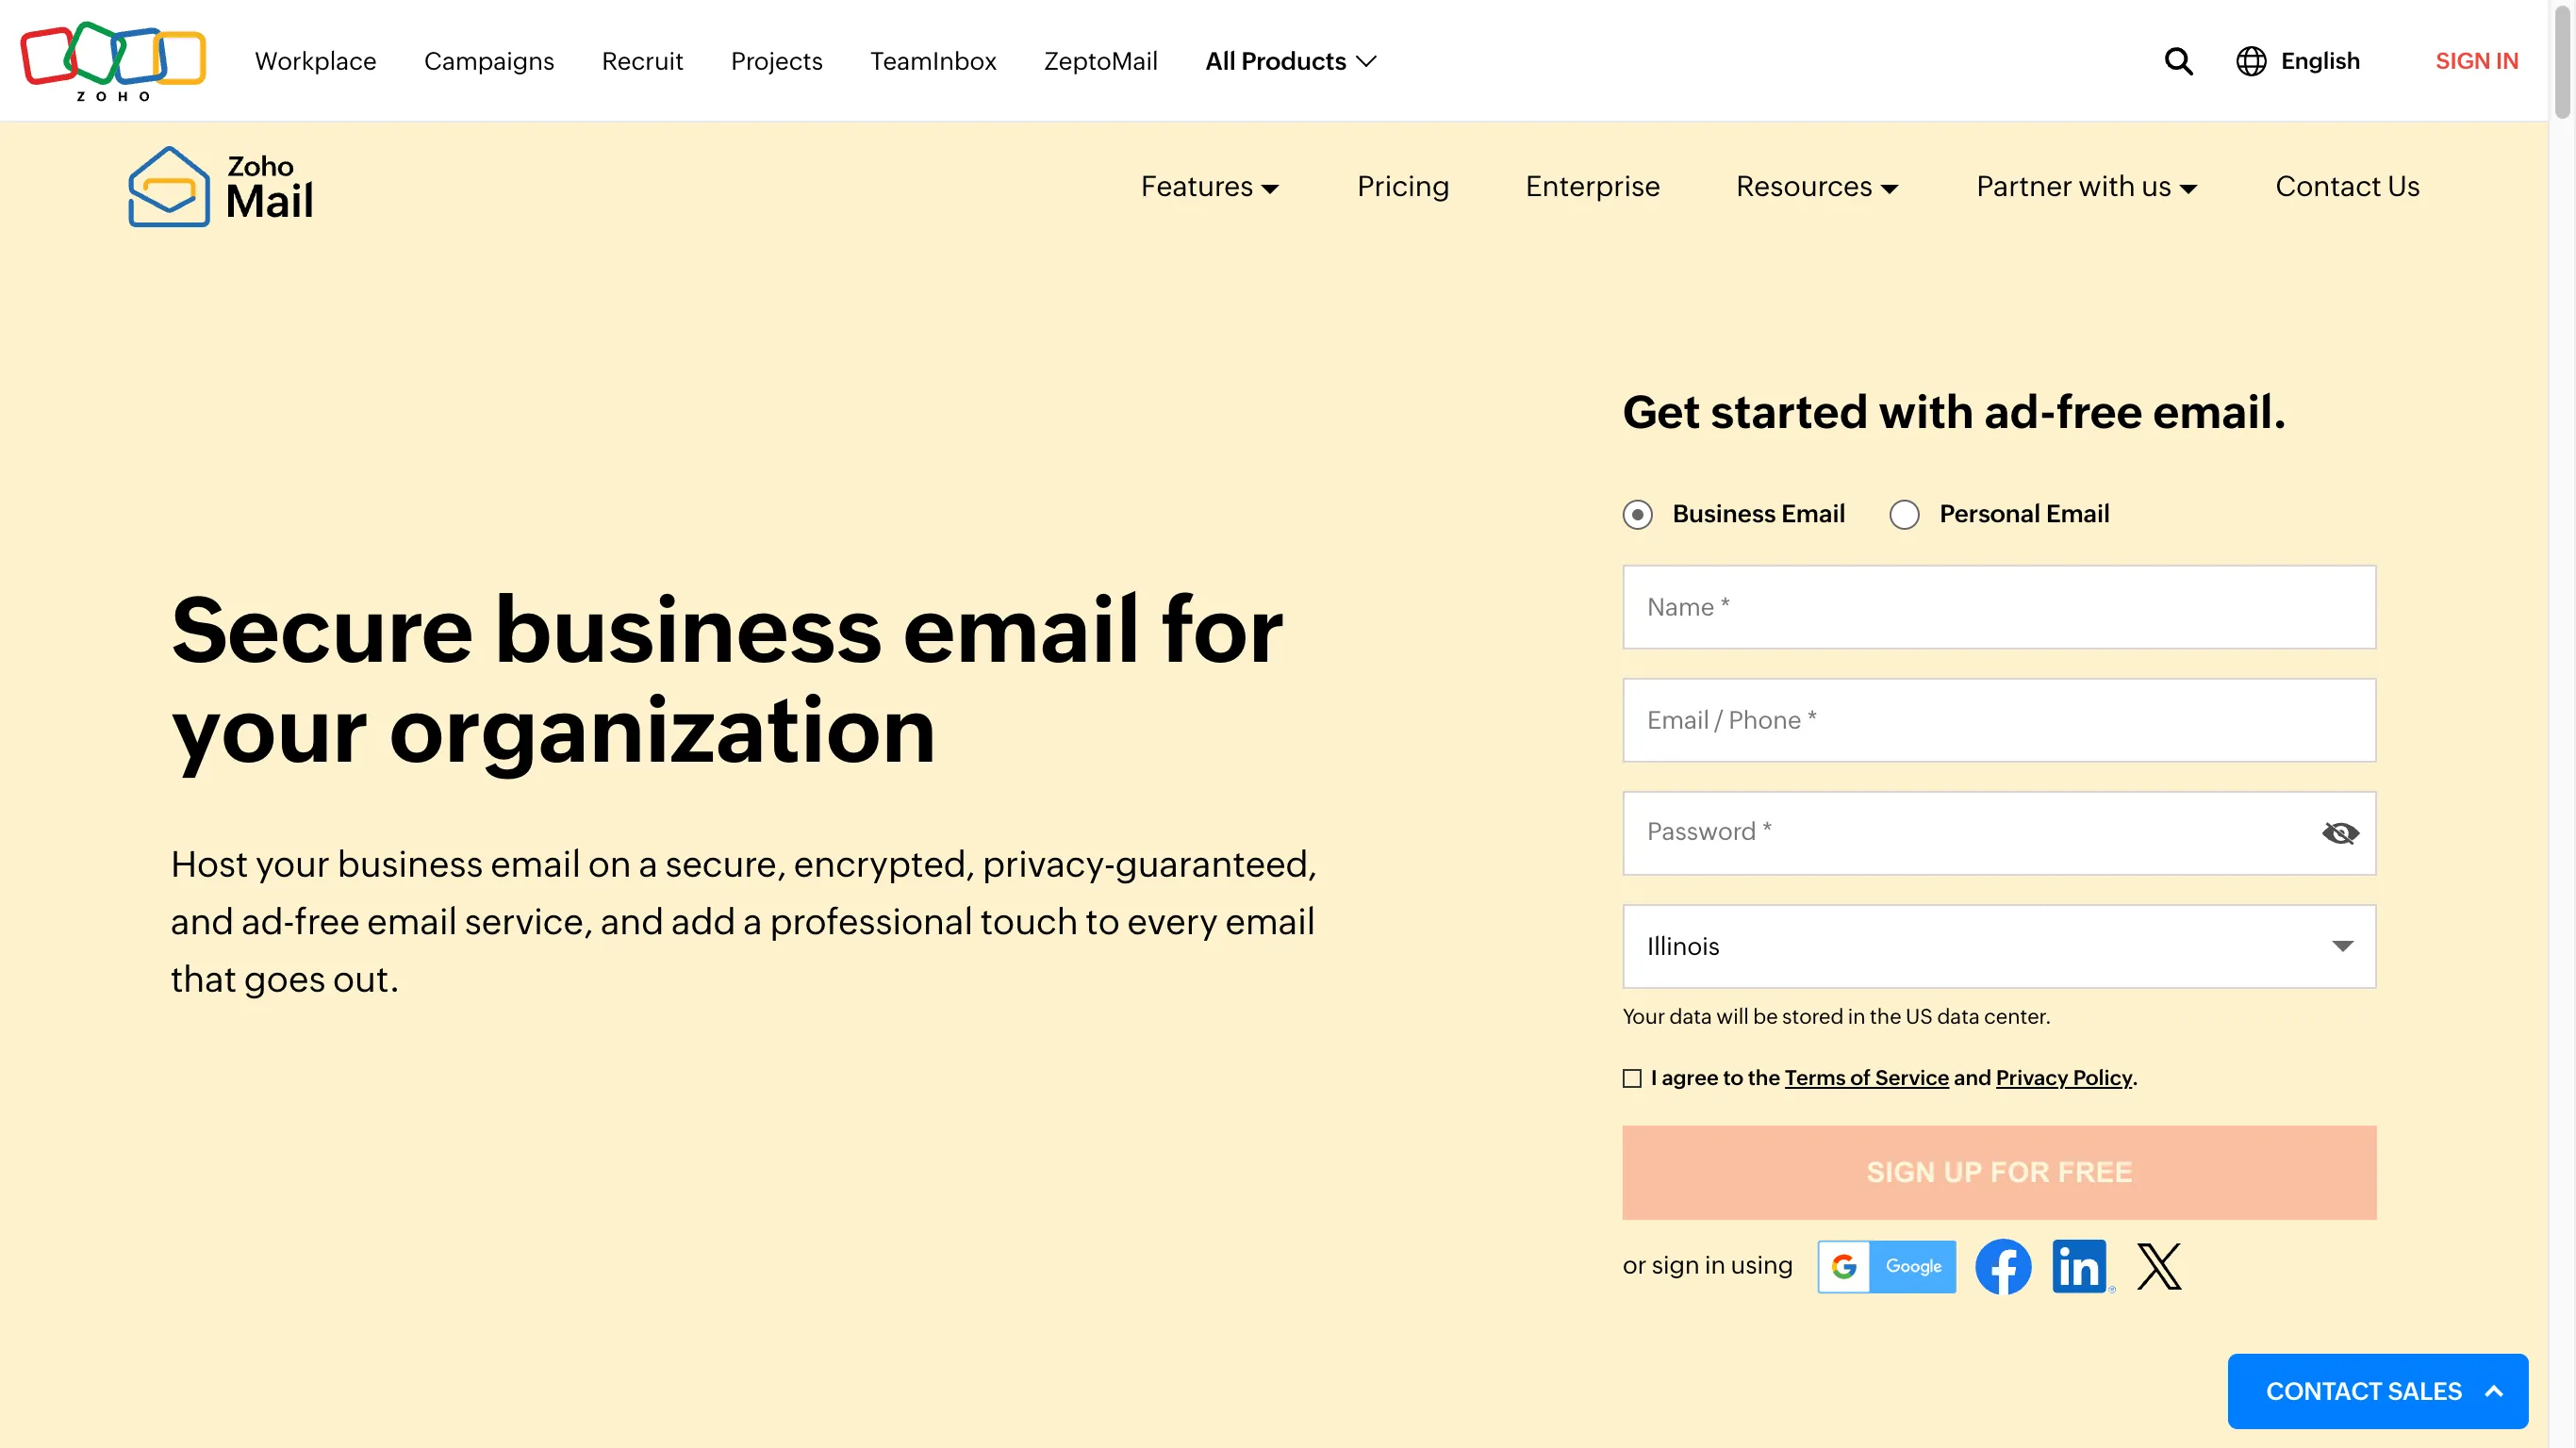 ZOHO
Workplace
Campaigns
Recruit
Projects
TeamInbox
ZeptoMail
All Products
English
SIGN IN
Zoho
Mail
Features
Pricing
Enterprise
Resources
Partner with us
Contact Us
Secure business email for
your organization
Host your business email on a secure, encrypted, privacy-guaranteed,
and ad-free email service, and add a professional touch to every email
that goes out.
Get started with ad-free email.
Business Email
Personal Email
Name *
Email / Phone *
Password *
Illinois
Your data will be stored in the US data center.
I agree to the Terms of Service and Privacy Policy.
SIGN UP FOR FREE
or sign in using
G Google
f
in
X
CONTACT SALES